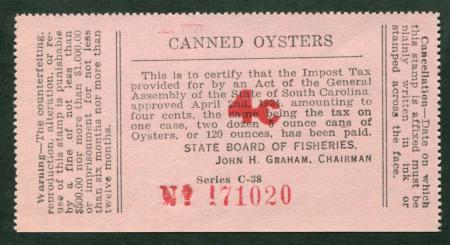 Warning—The counterfeiting,
reproduction, alteration, or re-
use of this stamp is punishable
by a fine of not less than
$500.00 nor more than $1,000.00
or imprisonment for not less
than six months nor more than
twelve months.
CANNED OYSTERS
This is to certify that the Impost Tax
provided for by an Act of the General
Assembly of the State of South Carolina
approved April 2nd, amounting to
four cents, the same being the tax on
one case, two dozen 5 ounce cans of
Oysters, or 120 ounces, has been paid.
4c
STATE BOARD OF FISHERIES,
JOHN H. GRAHAM, CHAIRMAN
Series C-38
Nº 171020
Cancellation—Date on which
this stamp is affixed must be
plainly written in ink or
stamped across the face.